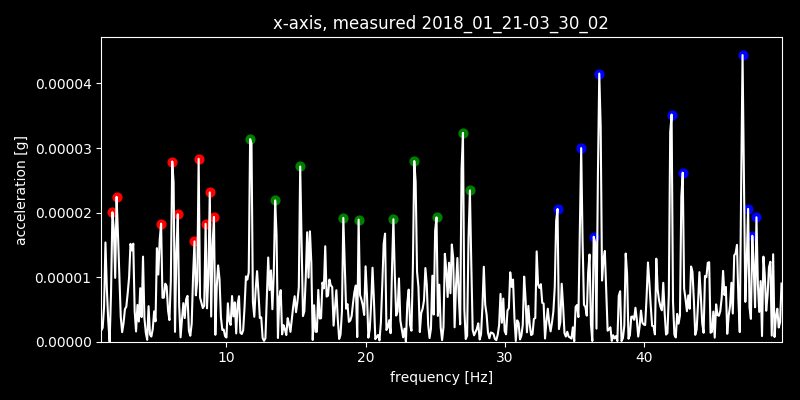 x-axis, measured 2018_01_21-03_30_02
acceleration [g]
0.00004
0.00003
0.00002
0.00001
0.00000
10 20 30 40
frequency [Hz]